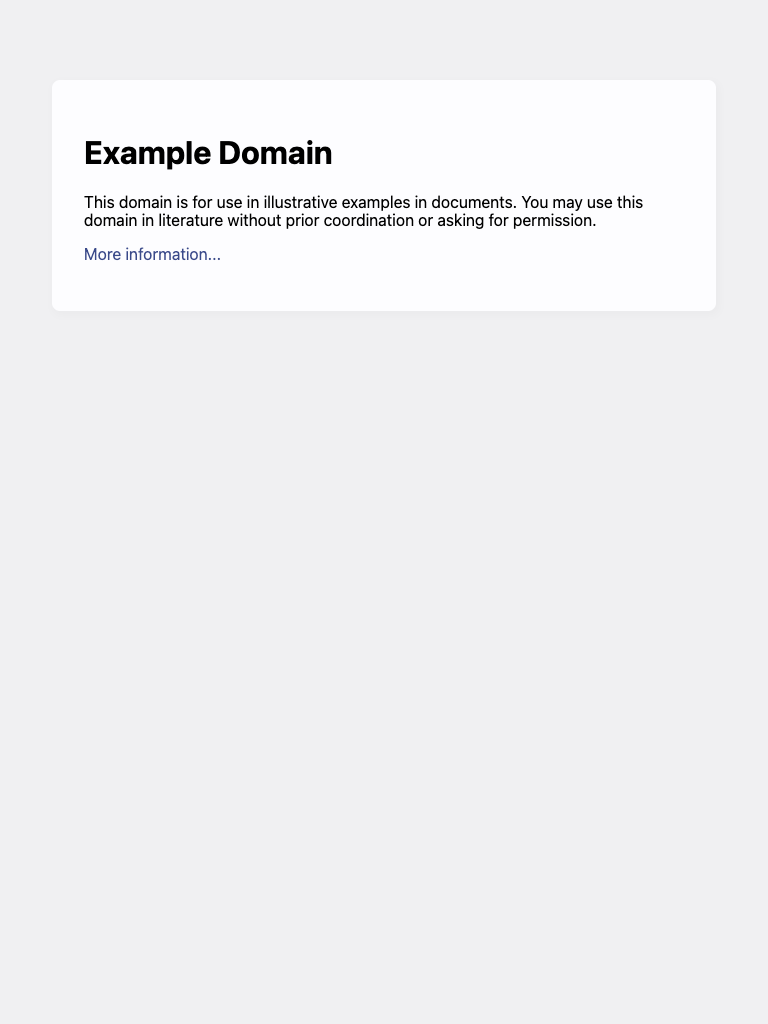 Example Domain
This domain is for use in illustrative examples in documents. You may use this
domain in literature without prior coordination or asking for permission.
More information...